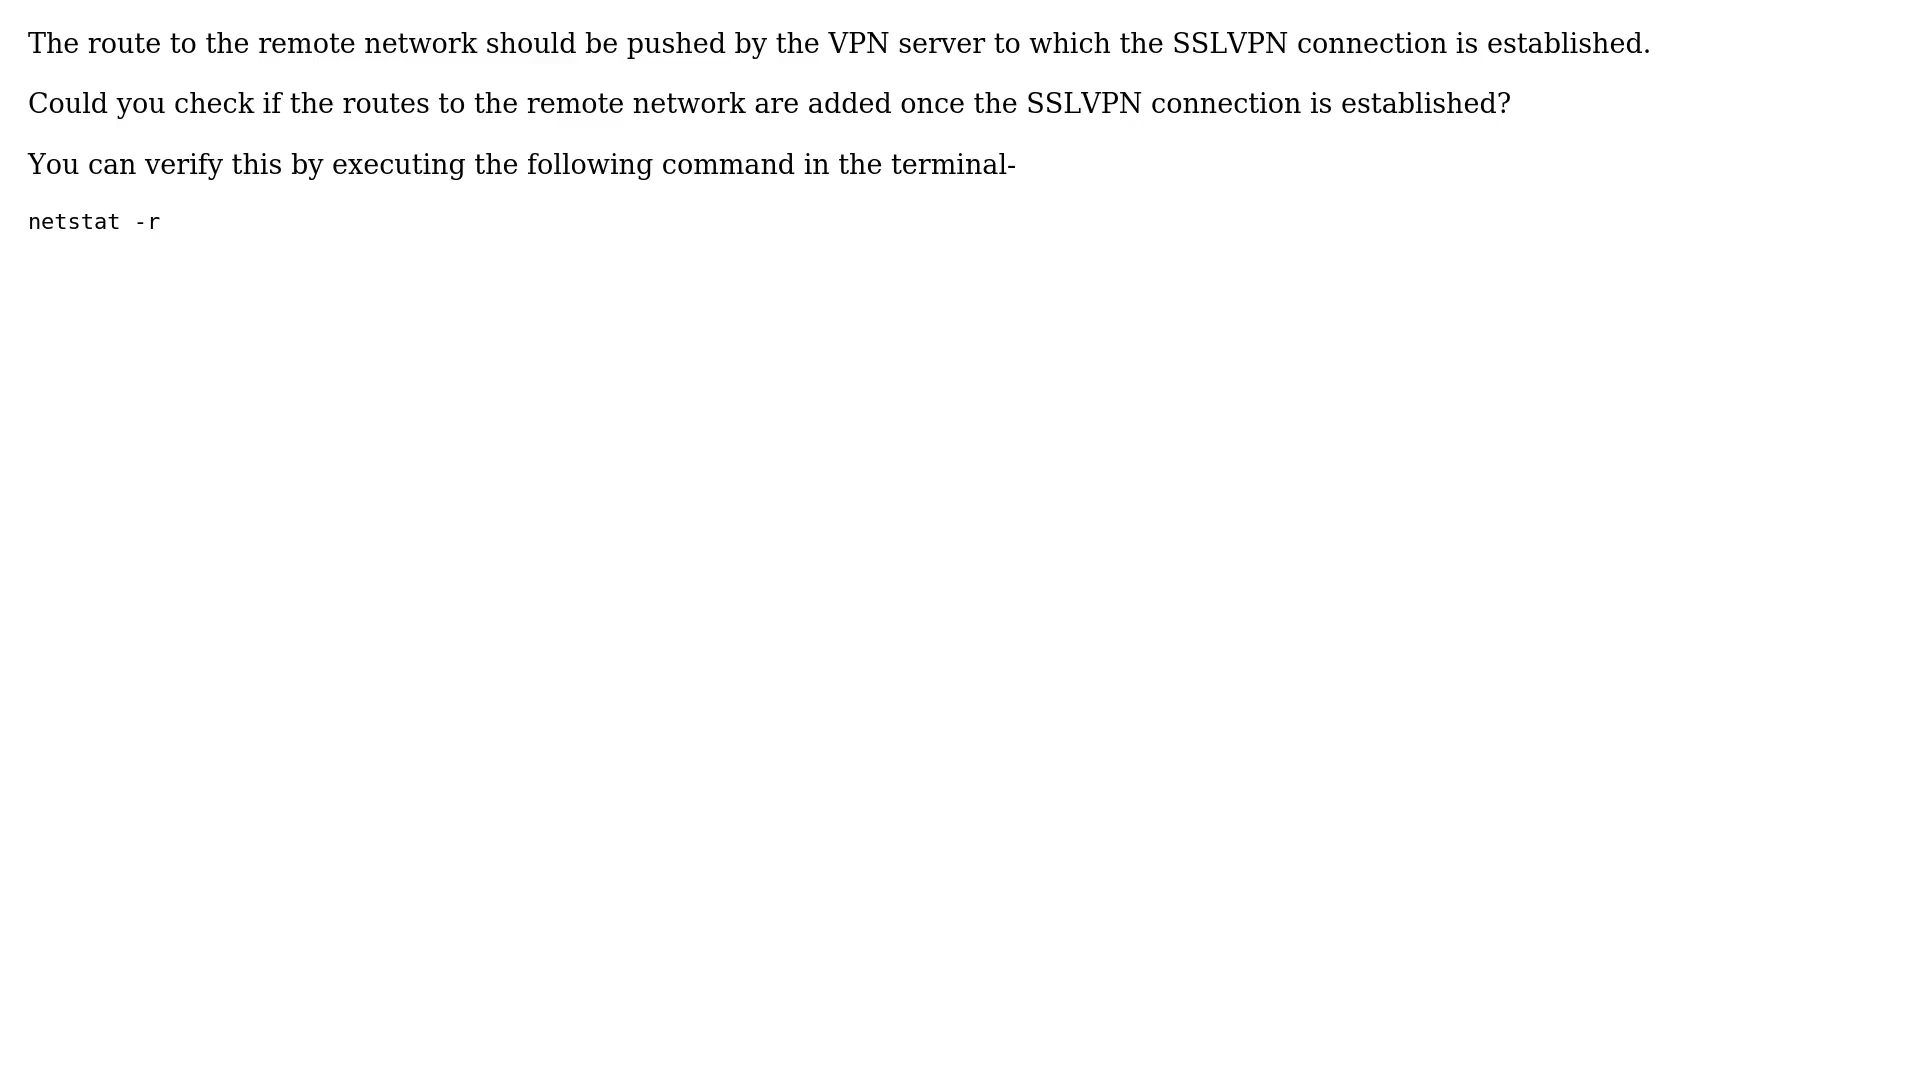 The route to the remote network should be pushed by the VPN server to which the SSLVPN connection is established.
Could you check if the routes to the remote network are added once the SSLVPN connection is established?
You can verify this by executing the following command in the terminal-
netstat -r